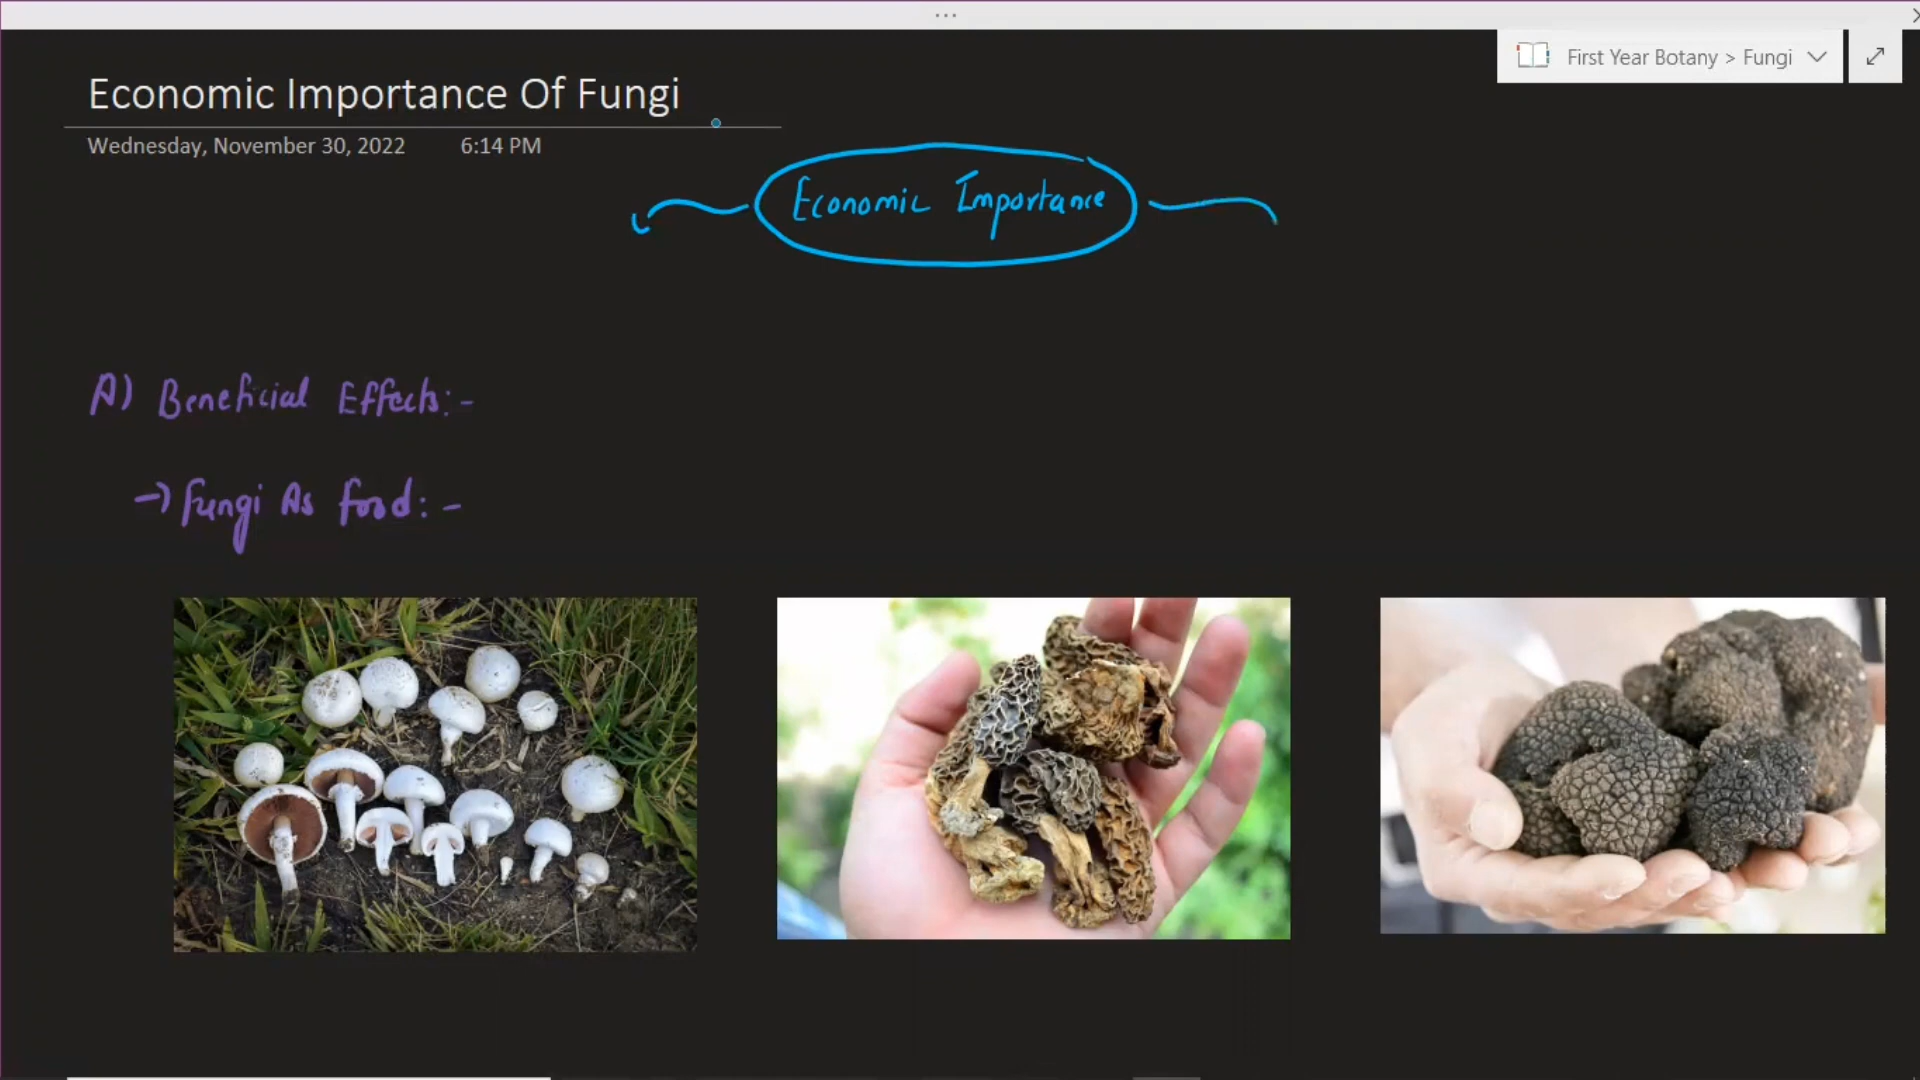 First Year Botany > Fungi
Economic Importance Of Fungi
Wednesday, November 30, 2022 6:14 PM
Economic Importance
A) Beneficial Effects:-
→ Fungi As Food:-